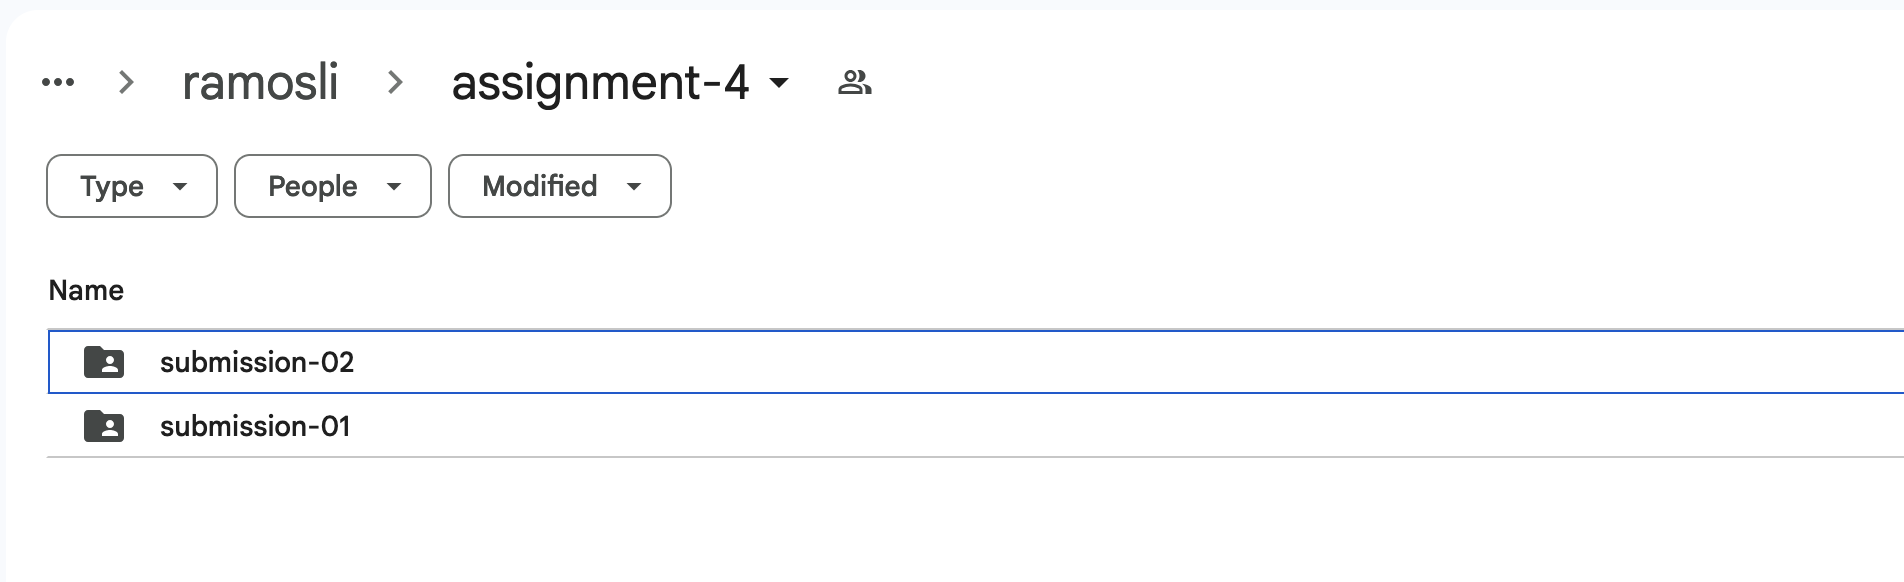 ... > ramosli > assignment-4
Type People Modified
Name
submission-02
submission-01